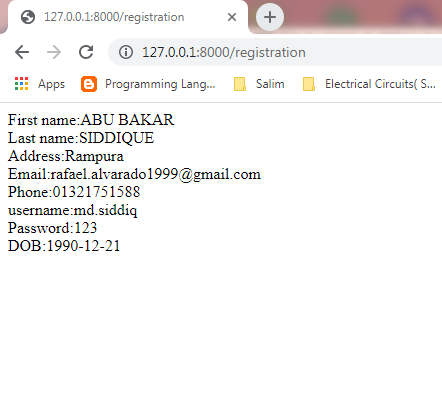 127.0.0.1:8000/registration
127.0.0.1:8000/registration
Apps Programming Lang... Salim Electrical Circuits( S...
First name:ABU BAKAR
Last name:SIDDIQUE
Address:Rampura
Email:rafael.alvarado1999@gmail.com
Phone:01321751588
username:md.siddiq
Password:123
DOB:1990-12-21